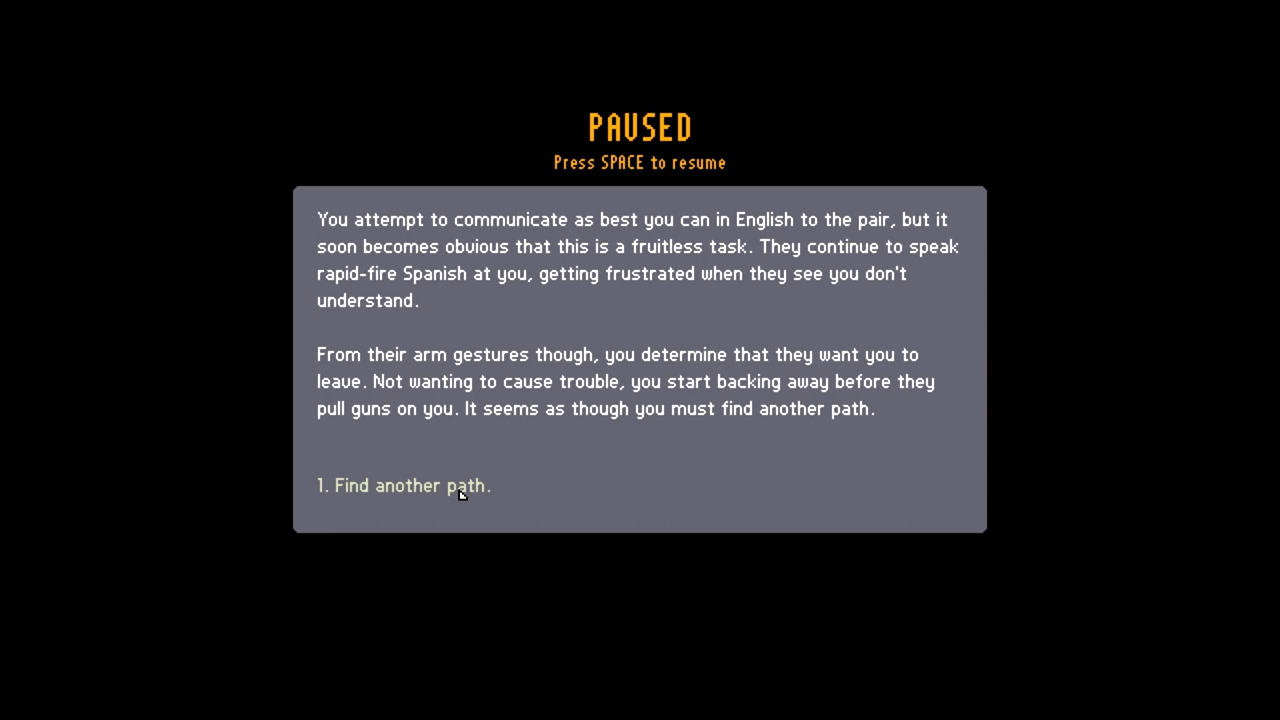 PAUSED
Press SPACE to resume
You attempt to communicate as best you can in English to the pair, but it
soon becomes obvious that this is a fruitless task. They continue to speak
rapid-fire Spanish at you, getting frustrated when they see you don't
understand.
From their arm gestures though, you determine that they want you to
leave. Not wanting to cause trouble, you start backing away before they
pull guns on you. It seems as though you must find another path.
1. Find another path.